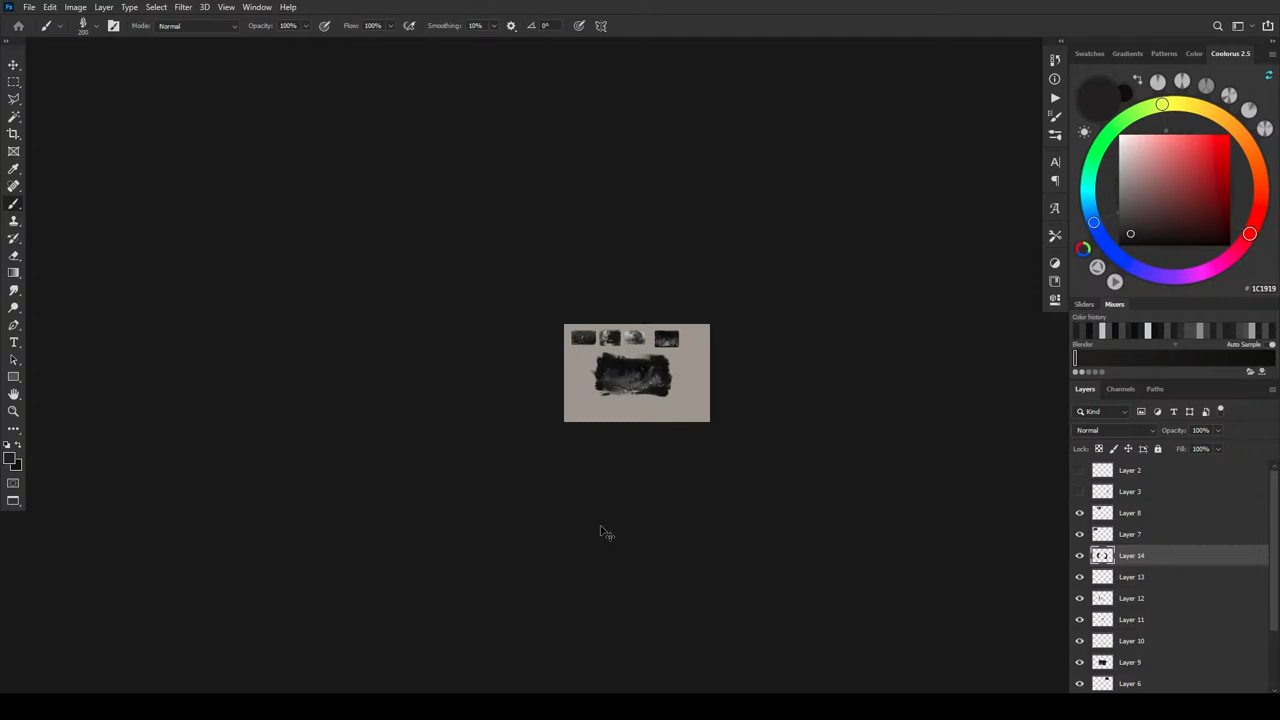 Ps File Edit Image Layer Type Select Filter 3D View Window Help
200 Mode: Normal Opacity: 100% Flow: 100% Smoothing: 10% 0°
Swatches Gradients Patterns Color Coolorus 2.5
1C1919
Sliders Mixers
Color history
Blender Auto Sample
Layers Channels Paths
Kind
Normal Opacity: 100%
Lock: Fill: 100%
Layer 2
Layer 3
Layer 8
Layer 7
Layer 14
Layer 13
Layer 12
Layer 11
Layer 10
Layer 9
Layer 6